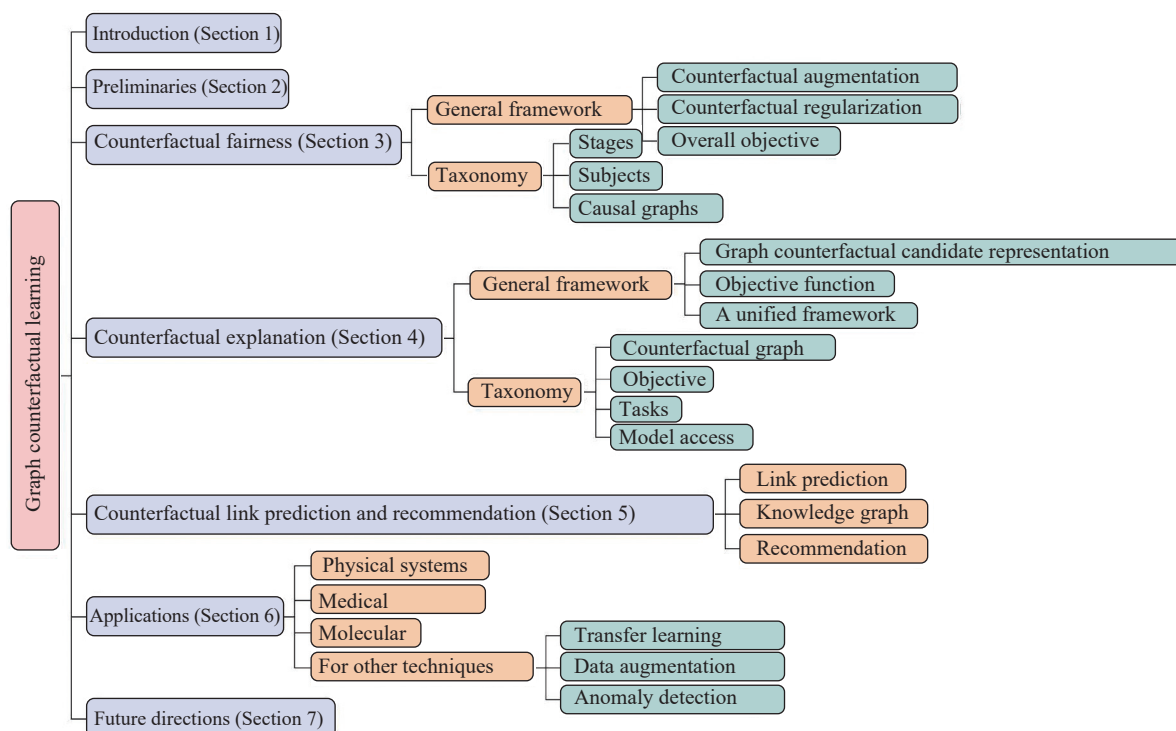 Graph counterfactual learning
Introduction (Section 1)
Preliminaries (Section 2)
Counterfactual fairness (Section 3)
General framework
Counterfactual augmentation
Counterfactual regularization
Overall objective
Taxonomy
Stages
Subjects
Causal graphs
Counterfactual explanation (Section 4)
General framework
Graph counterfactual candidate representation
Objective function
A unified framework
Taxonomy
Counterfactual graph
Objective
Tasks
Model access
Counterfactual link prediction and recommendation (Section 5)
Link prediction
Knowledge graph
Recommendation
Applications (Section 6)
Physical systems
Medical
Molecular
For other techniques
Transfer learning
Data augmentation
Anomaly detection
Future directions (Section 7)